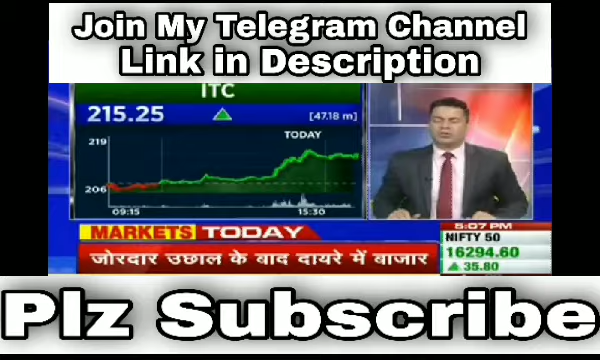 Join My Telegram Channel
Link in Description
ITC
215.25 [47.18 m]
TODAY
219
206
09:15 15:30
MARKETS TODAY
5:07 PM
NIFTY 50
जोरदार उछाल के बाद दायरे में बाजार
16294.60
35.80
Plz Subscribe